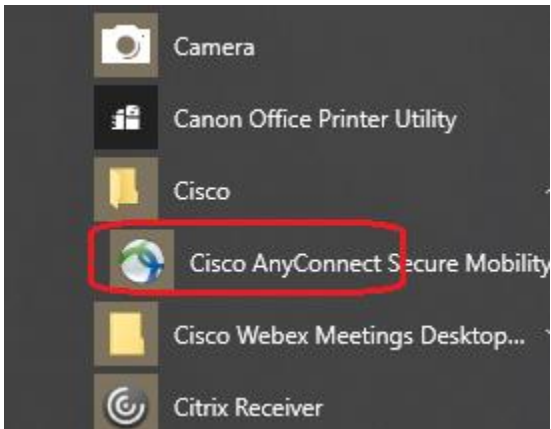 Camera
Canon Office Printer Utility
Cisco
Cisco AnyConnect Secure Mobility
Cisco Webex Meetings Desktop...
Citrix Receiver